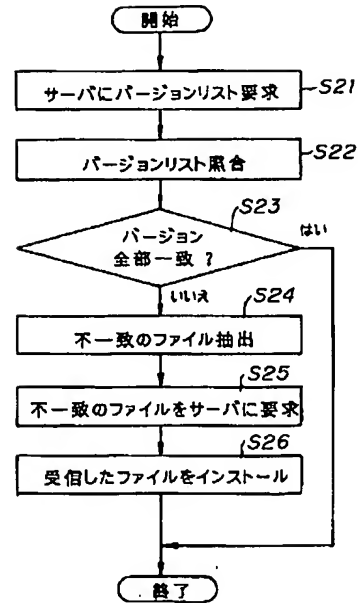 開始
サーバにバージョンリスト要求
S21
バージョンリスト照合
S22
S23
バージョン
全部一致?
はい
いいえ
S24
不一致のファイル抽出
S25
不一致のファイルをサーバに要求
S26
受信したファイルをインストール
終了